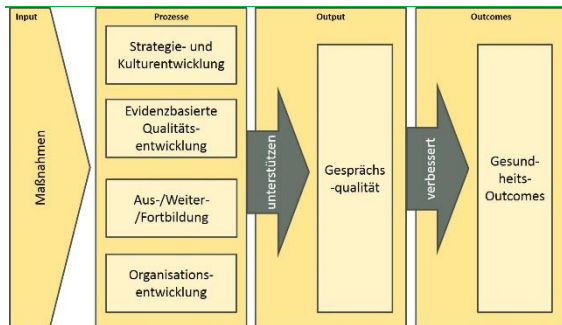 Input
Prozesse
Output
Outcomes
Maßnahmen
Strategie- und
Kulturentwicklung
Evidenzbasierte
Qualitäts-
entwicklung
Aus-/Weiter-
/Fortbildung
Organisations-
entwicklung
unterstützen
Gesprächs
-qualität
verbessert
Gesund-
heits-
Outcomes